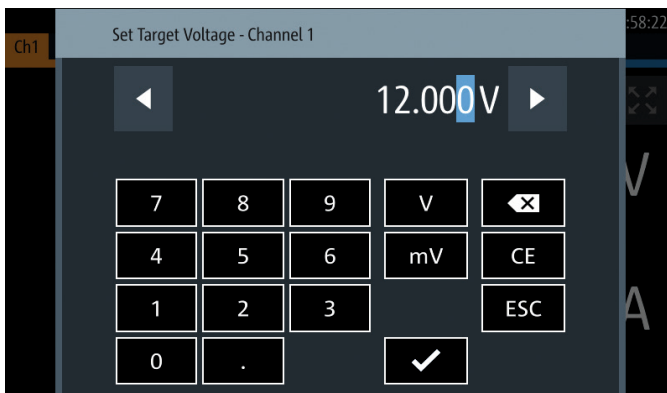 :58:22
Ch1
Set Target Voltage - Channel 1
12.000 V
V
7 8 9 V
4 5 6 mV CE
1 2 3 ESC
A
0 .